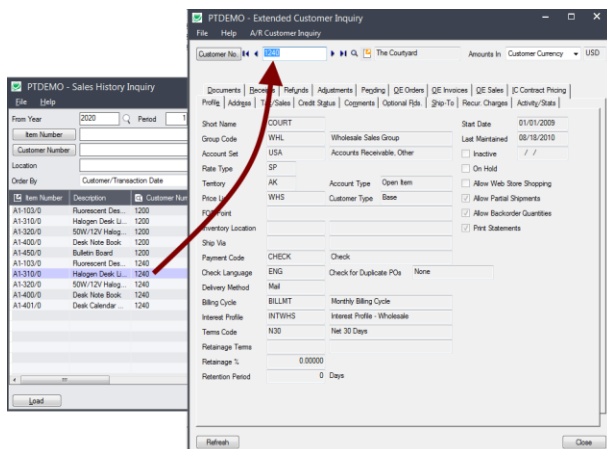 PTDEMO - Extended Customer Inquiry
File Help A/R Customer Inquiry
Customer No. 1240 The Courtyard Amounts In Customer Currency USD
Documents Receipts Refunds Adjustments Pending OE Orders OE Invoices OE Sales IC Contract Pricing
Profile Address Tax/Sales Credit Status Comments Optional Flds. Ship-To Recur. Charges Activity/Stats
Short Name COURT Start Date 01/01/2009
Group Code WHL Wholesale Sales Group Last Maintained 08/18/2010
Account Set USA Accounts Receivable, Other Inactive / /
Rate Type SP On Hold
Territory AK Account Type Open Item Allow Web Store Shopping
Price List WHS Customer Type Base Allow Partial Shipments
FOB Point Allow Backorder Quantities
Inventory Location Print Statements
Ship Via
Payment Code CHECK Check
Check Language ENG Check for Duplicate POs None
Delivery Method Mail
Billing Cycle BILLMT Monthly Billing Cycle
Interest Profile INTWHS Interest Profile - Wholesale
Terms Code N30 Net 30 Days
Retainage Terms
Retainage % 0.00000
Retention Period 0 Days
Refresh Close
PTDEMO - Sales History Inquiry
File Help
From Year 2020 Period 1
Item Number
Customer Number
Location
Order By Customer/Transaction Date
Item Number Description Customer Num
A1-103/0 Fluorescent Des... 1200
A1-310/0 Halogen Desk Li... 1200
A1-320/0 50W/12V Halog... 1200
A1-400/0 Desk Note Book 1200
A1-450/0 Bulletin Board 1200
A1-103/0 Fluorescent Des... 1240
A1-310/0 Halogen Desk Li... 1240
A1-320/0 50W/12V Halog... 1240
A1-400/0 Desk Note Book 1240
A1-401/0 Desk Calendar ... 1240
Load